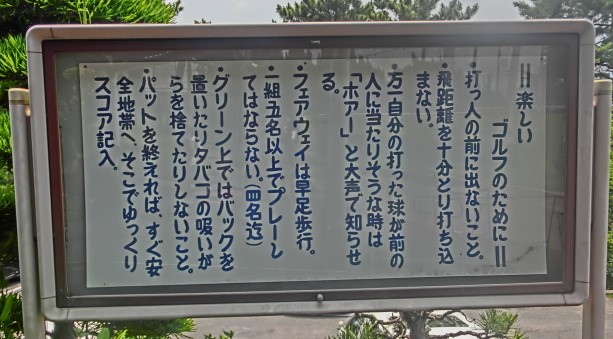 〓楽しい
ゴルフのために〓
・打つ人の前に出ないこと。
・飛距離を十分とり打ち込
まない。
・万一自分の打った球が前の
人に当たりそうな時は
「ホアー」と大声で知らせ
る。
・フェアウェイは早足歩行。
・一組五名以上でプレーし
てはならない。(四名迄)
・グリーン上ではバックを
置いたりタバコの吸いが
らを捨てたりしないこと。
・パットを終えれば、すぐ安
全地帯へ、そこでゆっくり
スコア記入。